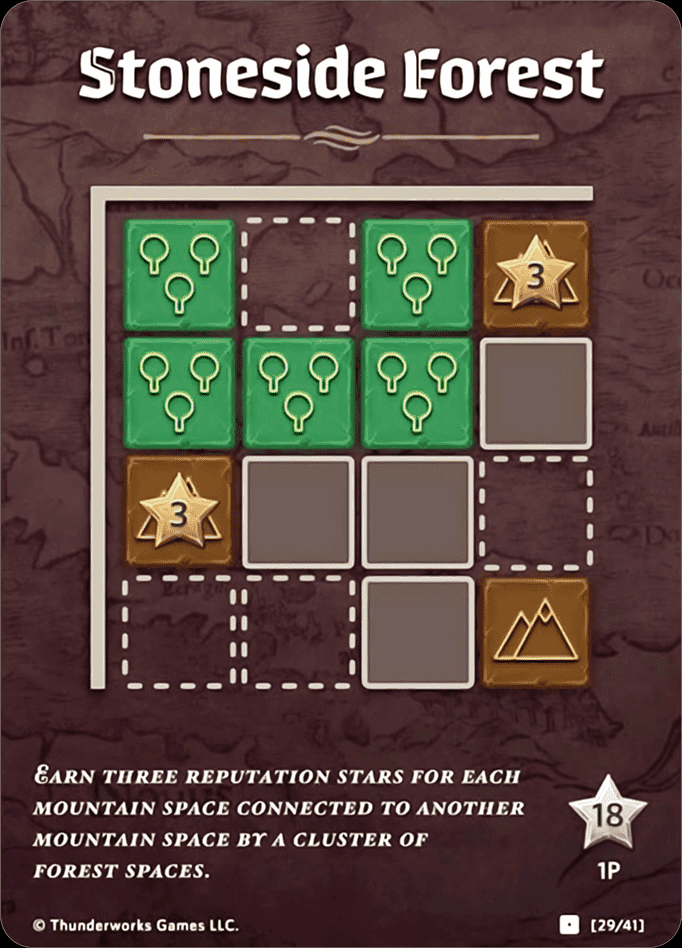 Stoneside Forest
3
3
Earn three reputation stars for each
mountain space connected to another
mountain space by a cluster of
forest spaces.
18
1P
© Thunderworks Games LLC. [29/41]